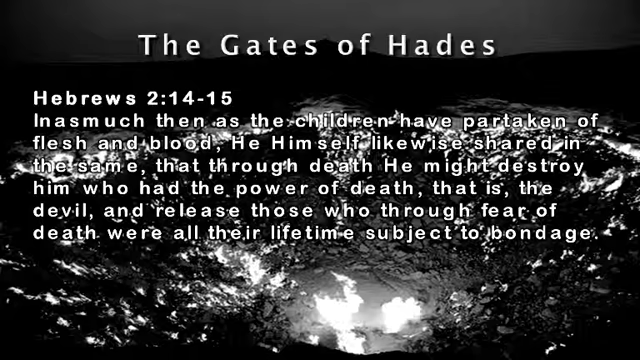 The Gates of Hades
Hebrews 2:14-15
Inasmuch then as the children have partaken of
flesh and blood, He Himself likewise shared in
the same, that through death He might destroy
him who had the power of death, that is, the
devil, and release those who through fear of
death were all their lifetime subject to bondage.